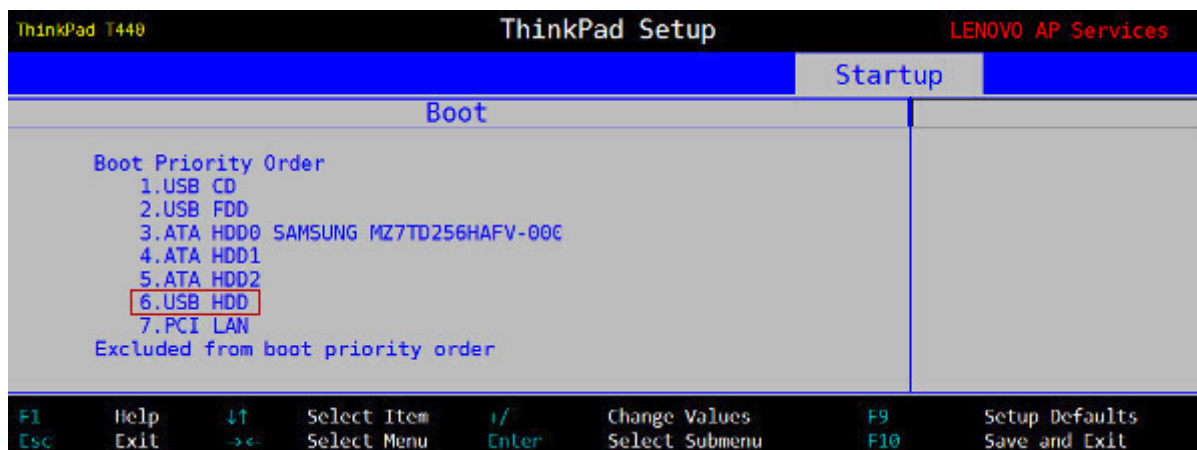 ThinkPad T440 ThinkPad Setup LENOVO AP Services
Startup
Boot
Boot Priority Order
1.USB CD
2.USB FDD
3.ATA HDD0 SAMSUNG MZ7TD256HAFV-00C
4.ATA HDD1
5.ATA HDD2
6.USB HDD
7.PCI LAN
Excluded from boot priority order
F1 Help ↓↑ Select Item +/ Change Values F9 Setup Defaults
Esc Exit →← Select Menu Enter Select Submenu F10 Save and Exit